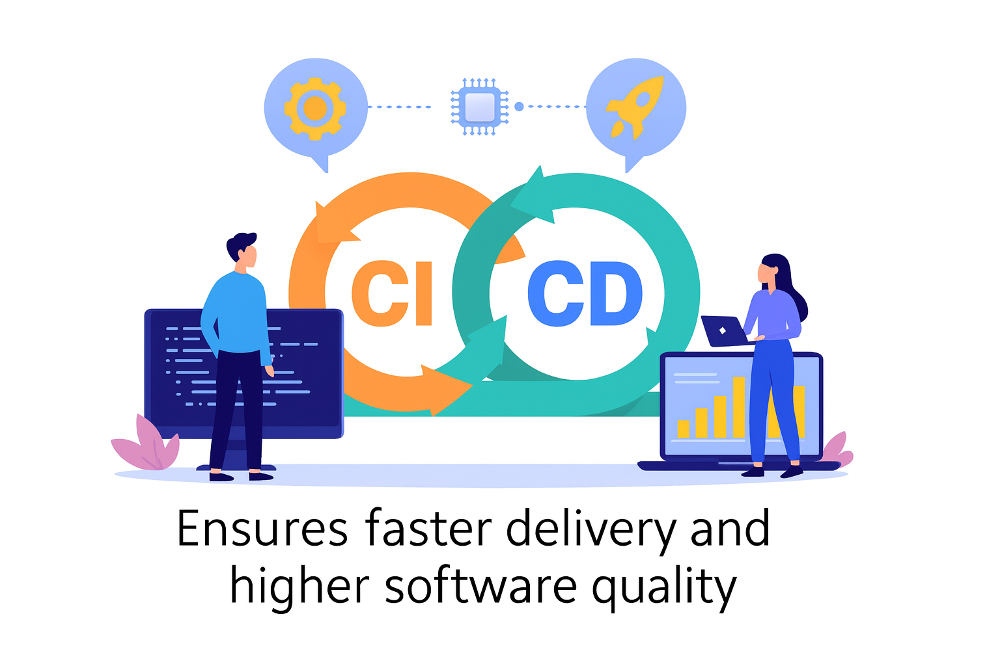 CI CD
Ensures faster delivery and
higher software quality